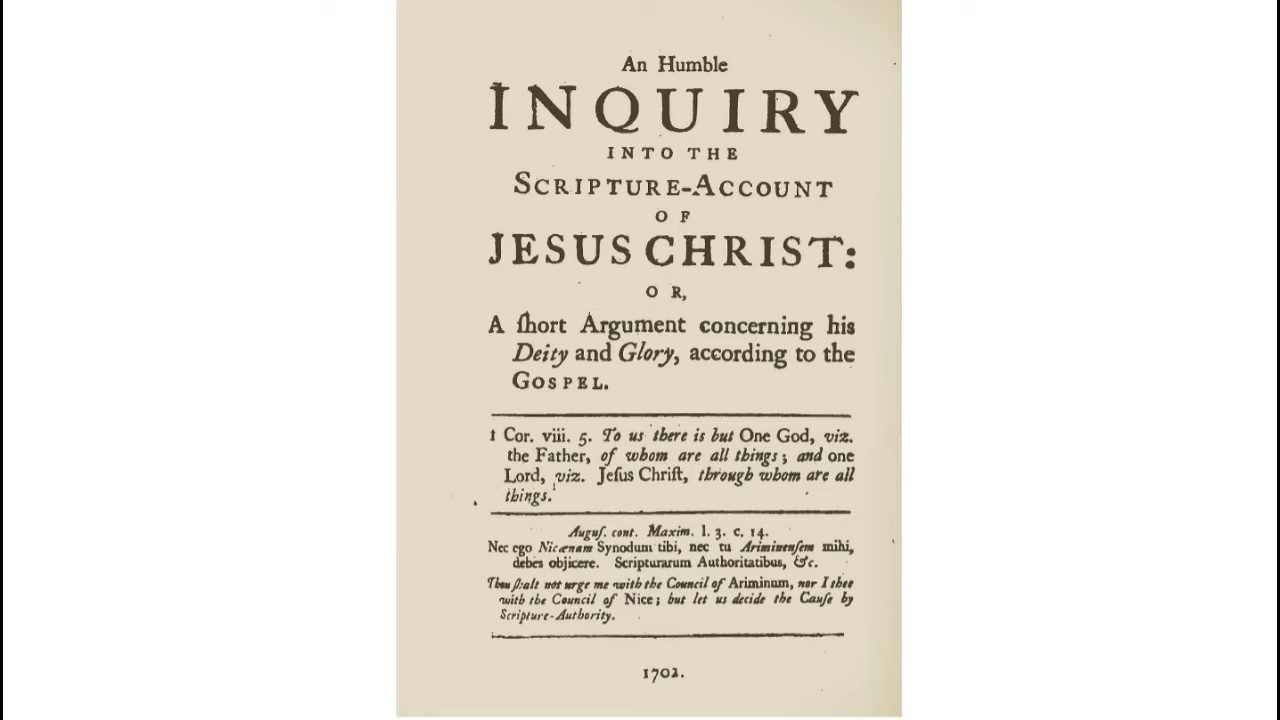 An Humble
INQUIRY
INTO THE
SCRIPTURE-ACCOUNT
OF
JESUS CHRIST:
OR,
A ſhort Argument concerning his
Deity and Glory, according to the
GOSPEL.
1 Cor. viii. 5. To us there is but One God, viz.
the Father, of whom are all things; and one
Lord, viz. Jeſus Chriſt, through whom are all
things.
Auguſ. cont. Maxim. l. 3. c. 14.
Nec ego Nicænam Synodum tibi, nec tu Ariminenſem mihi,
debes objicere. Scripturarum Authoritatibus, &c.
Thou ſhalt not urge me with the Council of Ariminum, nor I thee
with the Council of Nice; but let us decide the Cauſe by
Scripture-Authority.
1702.